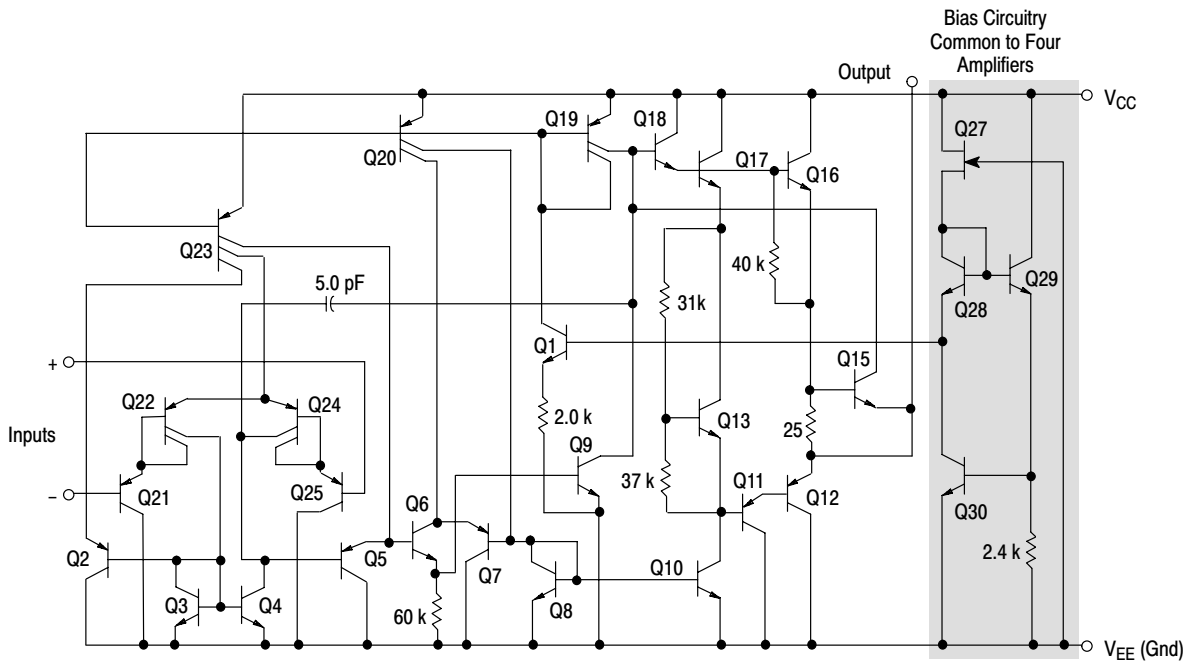 Bias Circuitry
Common to Four
Amplifiers
Output
VCC
Q19
Q18
Q27
Q20
Q17
Q16
Q23
40 k
Q29
5.0 pF
31k
Q28
Q1
+
Q15
Q22
Q24
2.0 k
Q13
25
Inputs
Q9
37 k
Q11
−
Q21
Q25
Q6
Q12
Q30
Q2
Q5
Q7
Q10
2.4 k
Q3
Q4
60 k
Q8
VEE (Gnd)